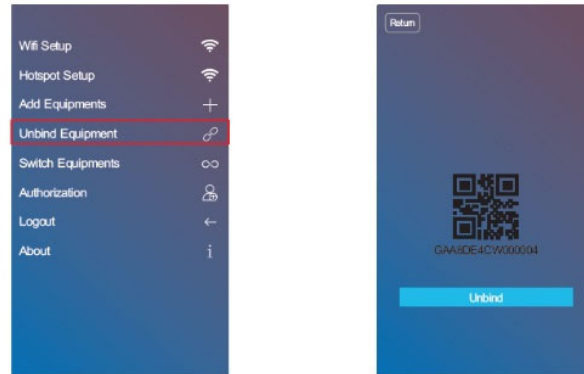 Wifi Setup
Hotspot Setup
Add Equipments
Unbind Equipment
Switch Equipments
Authorization
Logout
About
Return
GAA8DE4CW000004
Unbind